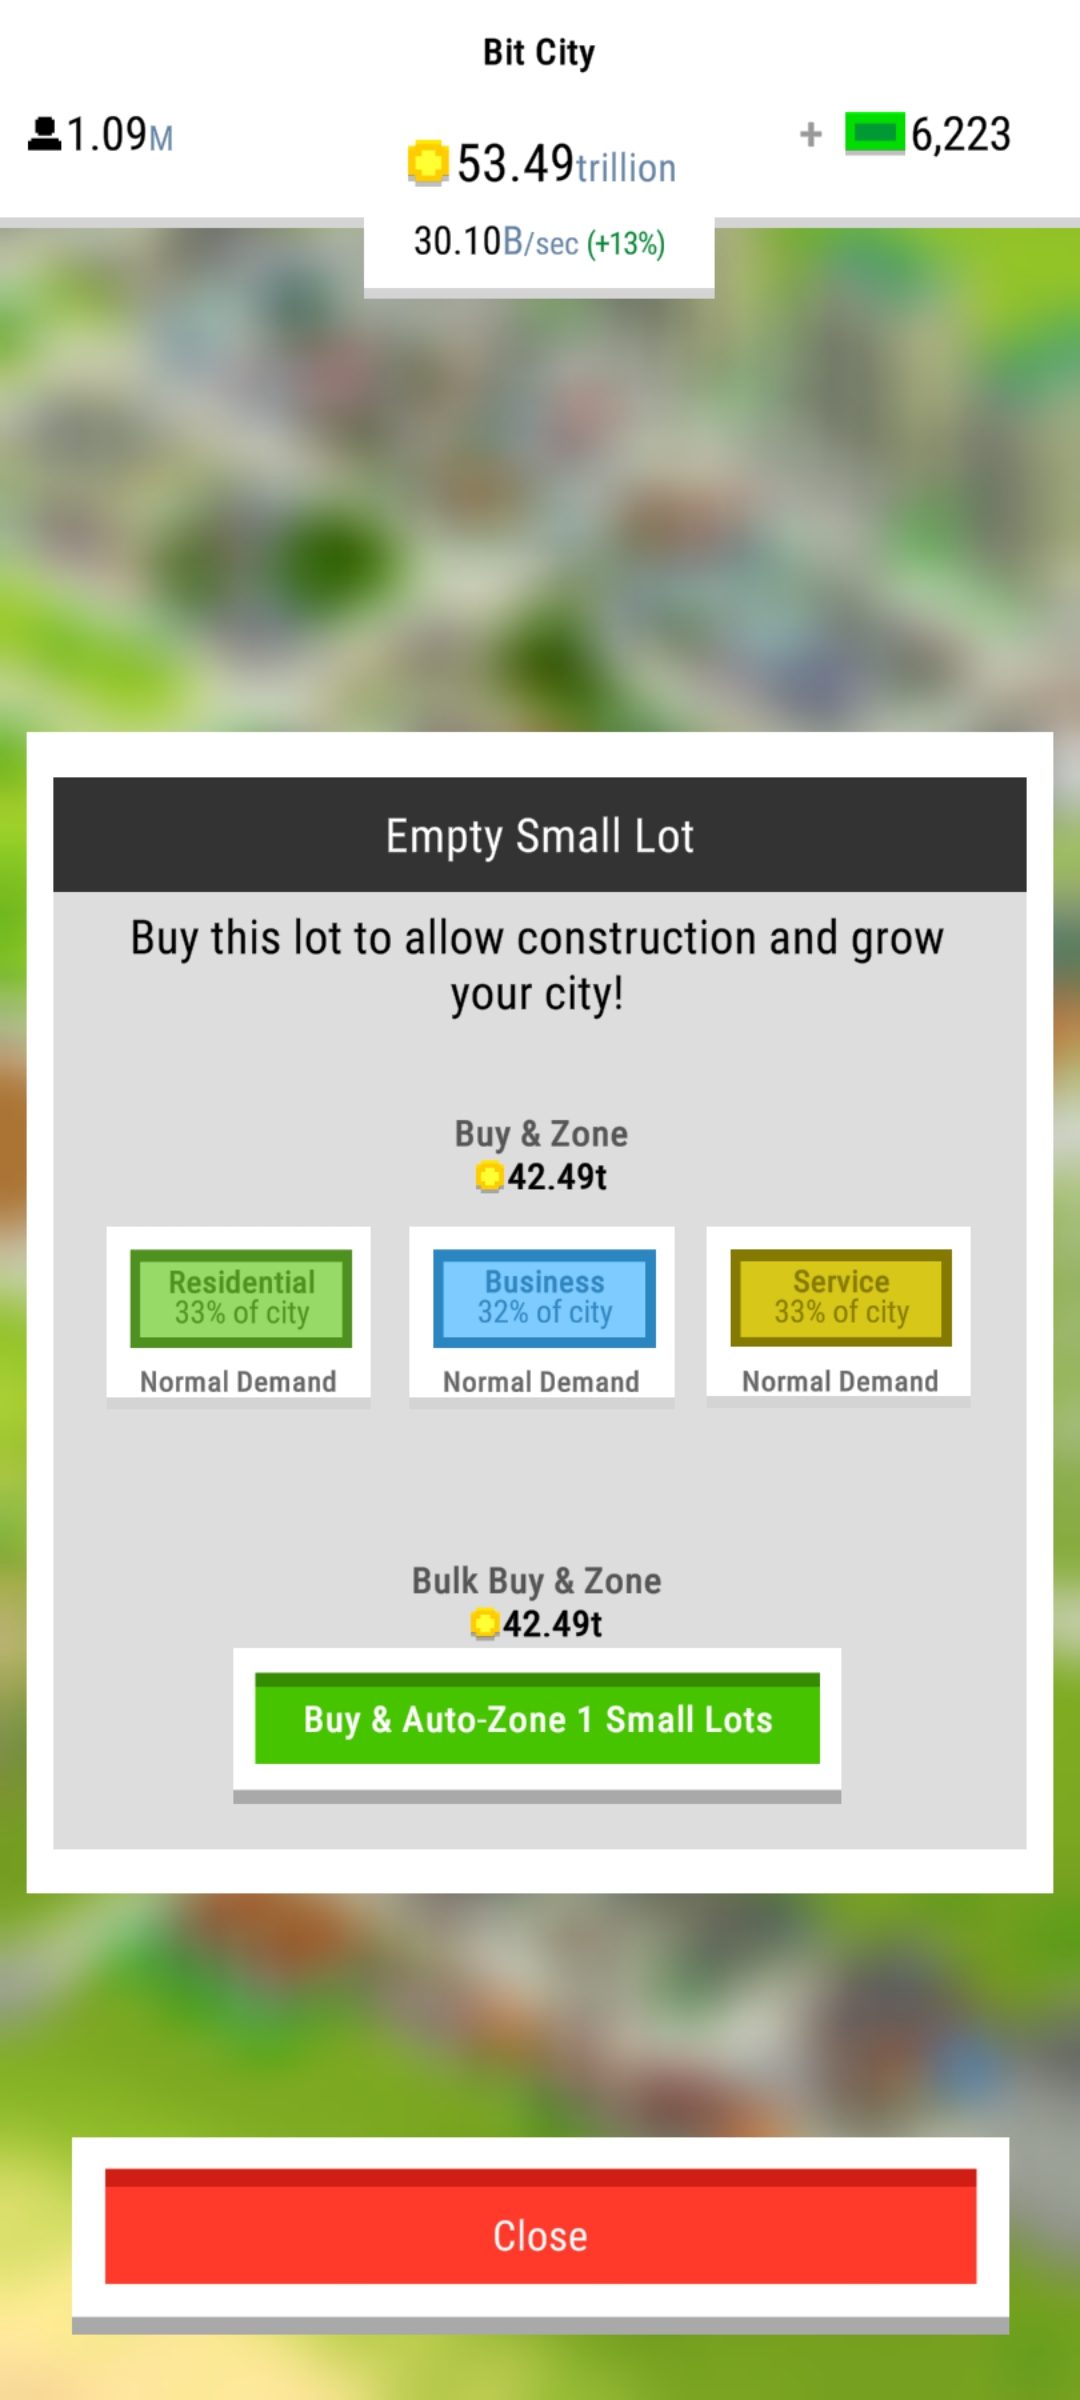 Bit City
1.09M
53.49trillion
+ 6,223
30.10B/sec (+13%)
Empty Small Lot
Buy this lot to allow construction and grow
your city!
Buy & Zone
42.49t
Residential
33% of city
Normal Demand
Business
32% of city
Normal Demand
Service
33% of city
Normal Demand
Bulk Buy & Zone
42.49t
Buy & Auto-Zone 1 Small Lots
Close